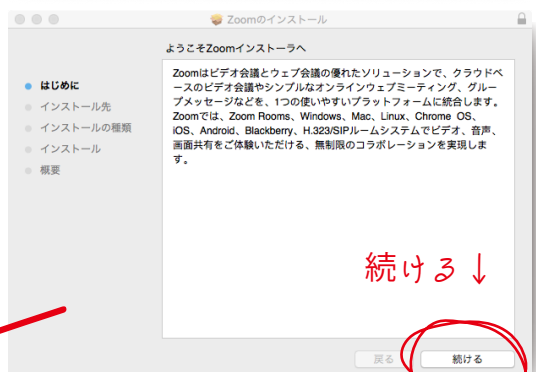 Zoomのインストール
ようこそZoomインストーラへ
はじめに
インストール先
インストールの種類
インストール
概要
Zoomはビデオ会議とウェブ会議の優れたソリューションで、クラウドベ
ースのビデオ会議やシンプルなオンラインウェブミーティング、グルー
プメッセージなどを、1つの使いやすいプラットフォームに統合します。
Zoomでは、Zoom Rooms、Windows、Mac、Linux、Chrome OS、
iOS、Android、Blackberry、H.323/SIPルームシステムでビデオ、音声、
画面共有をご体験いただける、無制限のコラボレーションを実現しま
す。
続ける↓
戻る
続ける